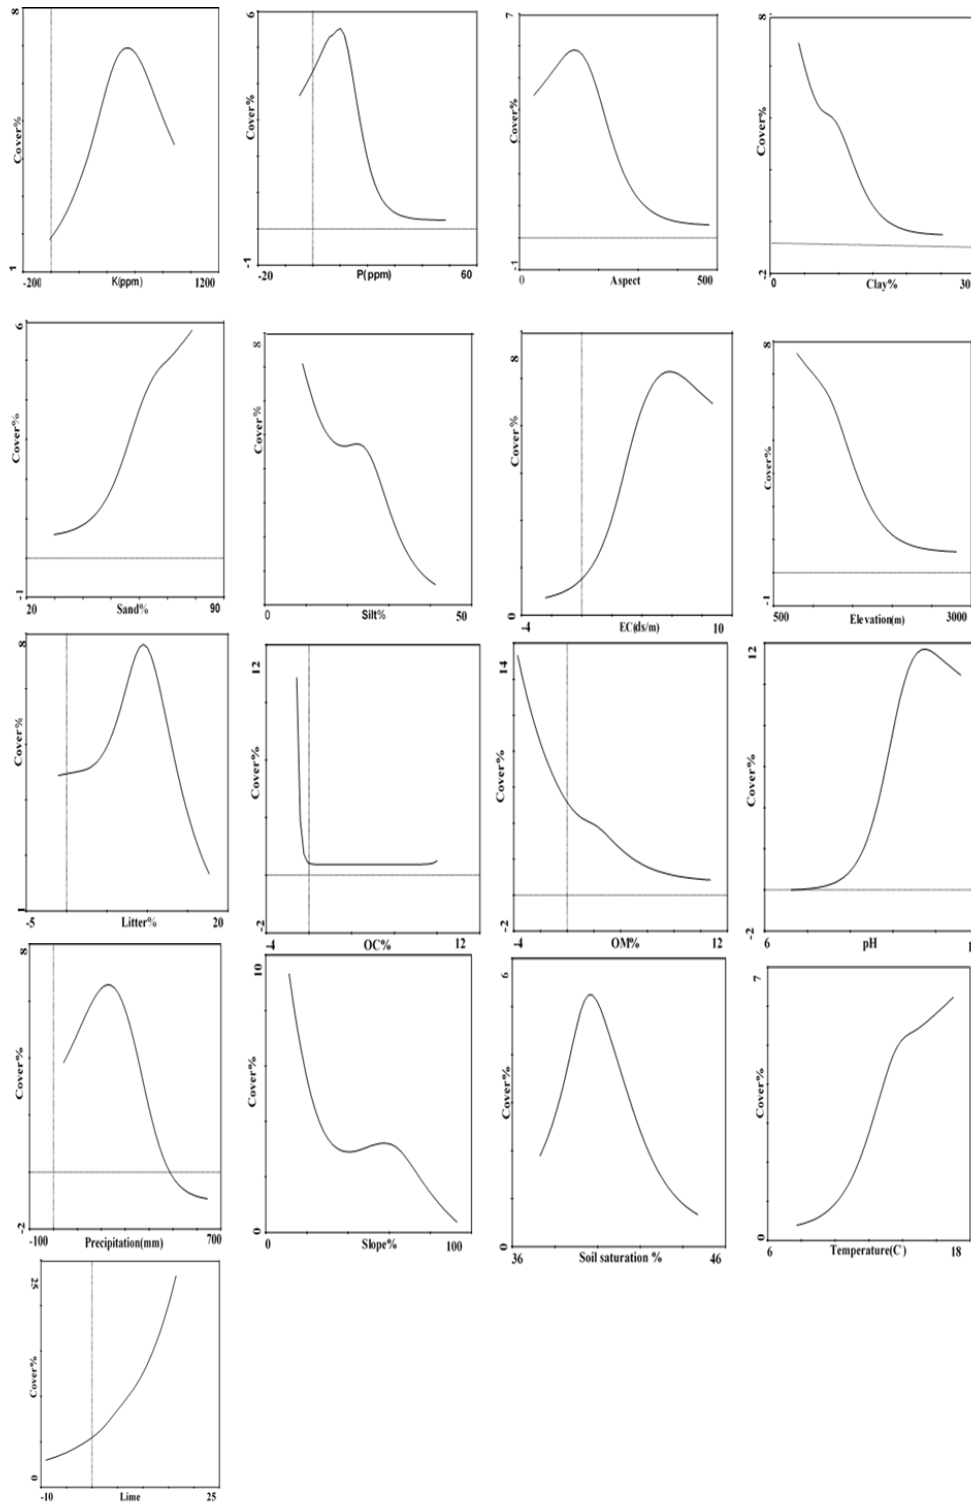 8
Cover%
1
-200
K(ppm)
1200
6
Cover%
-1
-20
P(ppm)
60
7
Cover%
-1
0
Aspect
500
8
Cover%
-2
0
Clay%
30
6
Cover%
-1
20
Sand%
90
8
Cover%
0
0
Silt%
50
8
Cover%
0
-4
EC(ds/m)
10
8
Cover%
-1
500
Elevation(m)
3000
8
Cover%
1
-5
Litter%
20
12
Cover%
-2
-4
OC%
12
14
Cover%
-2
-4
OM%
12
12
Cover%
-2
6
pH
8
Cover%
-2
-100
Precipitation(mm)
700
10
Cover%
0
0
Slope%
100
6
Cover%
0
36
Soil saturation %
46
7
Cover%
0
6
Temperature(C)
18
25
Cover%
0
-10
Lime
25